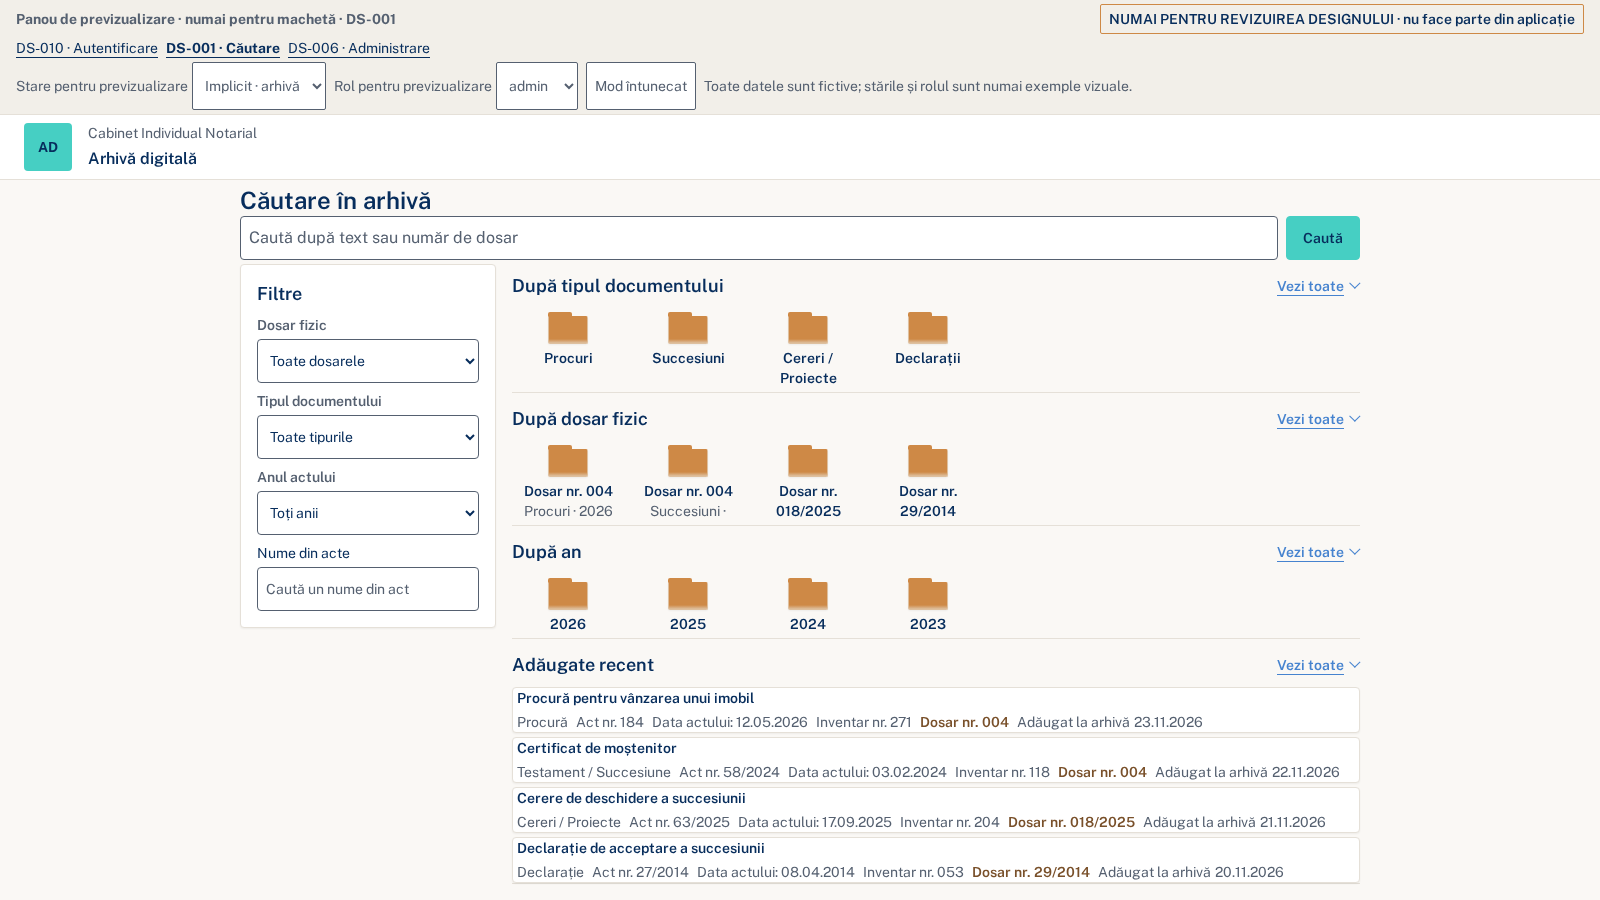 Panou de previzualizare · numai pentru machetă · DS-001
NUMAI PENTRU REVIZUIREA DESIGNULUI · nu face parte din aplicație
DS-010 · Autentificare DS-001 · Căutare DS-006 · Administrare
Stare pentru previzualizare Implicit · arhivă Rol pentru previzualizare admin Mod întunecat Toate datele sunt fictive; stările și rolul sunt numai exemple vizuale.
AD
Cabinet Individual Notarial
Arhivă digitală
Căutare în arhivă
Caută după text sau număr de dosar
Caută
Filtre
Dosar fizic
Toate dosarele
Tipul documentului
Toate tipurile
Anul actului
Toți anii
Nume din acte
Caută un nume din act
După tipul documentului
Vezi toate
Procuri
Succesiuni
Cereri /
Proiecte
Declarații
După dosar fizic
Vezi toate
Dosar nr. 004
Procuri · 2026
Dosar nr. 004
Succesiuni ·
Dosar nr.
018/2025
Dosar nr.
29/2014
După an
Vezi toate
2026
2025
2024
2023
Adăugate recent
Vezi toate
Procură pentru vânzarea unui imobil
Procură Act nr. 184 Data actului: 12.05.2026 Inventar nr. 271 Dosar nr. 004 Adăugat la arhivă 23.11.2026
Certificat de moștenitor
Testament / Succesiune Act nr. 58/2024 Data actului: 03.02.2024 Inventar nr. 118 Dosar nr. 004 Adăugat la arhivă 22.11.2026
Cerere de deschidere a succesiunii
Cereri / Proiecte Act nr. 63/2025 Data actului: 17.09.2025 Inventar nr. 204 Dosar nr. 018/2025 Adăugat la arhivă 21.11.2026
Declarație de acceptare a succesiunii
Declarație Act nr. 27/2014 Data actului: 08.04.2014 Inventar nr. 053 Dosar nr. 29/2014 Adăugat la arhivă 20.11.2026